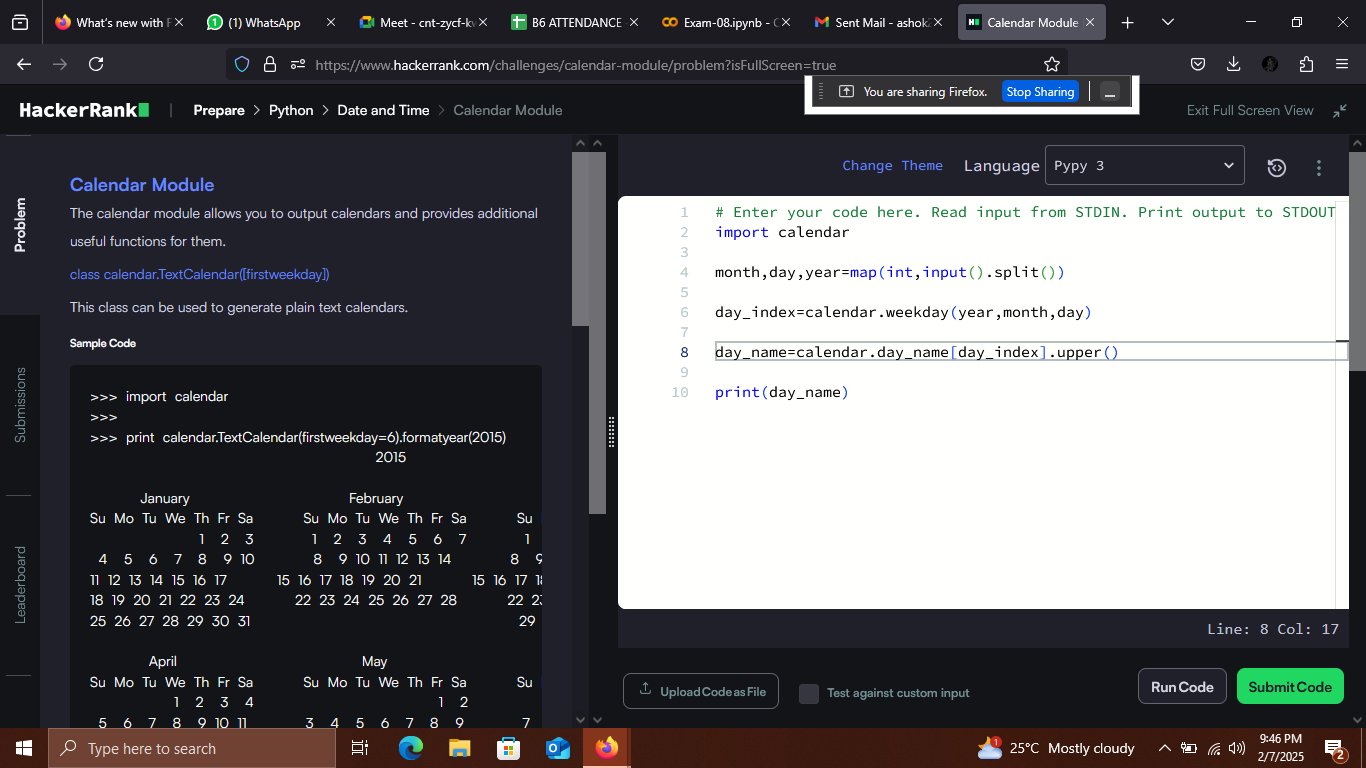 What's new with F
(1) WhatsApp
Meet - cnt-zycf-kv
B6 ATTENDANCE
Exam-08.ipynb - C
Sent Mail - ashok
Calendar Module
https://www.hackerrank.com/challenges/calendar-module/problem?isFullScreen=true
You are sharing Firefox. Stop Sharing
HackerRank | Prepare > Python > Date and Time > Calendar Module
Exit Full Screen View
Problem
Submissions
Leaderboard
Calendar Module
The calendar module allows you to output calendars and provides additional
useful functions for them.
class calendar.TextCalendar([firstweekday])
This class can be used to generate plain text calendars.
Sample Code
>>> import calendar
>>>
>>> print calendar.TextCalendar(firstweekday=6).formatyear(2015)
2015
January February
Su Mo Tu We Th Fr Sa Su Mo Tu We Th Fr Sa Su
1 2 3 1 2 3 4 5 6 7 1
4 5 6 7 8 9 10 8 9 10 11 12 13 14 8 9
11 12 13 14 15 16 17 15 16 17 18 19 20 21 15 16 17 18
18 19 20 21 22 23 24 22 23 24 25 26 27 28 22 23
25 26 27 28 29 30 31 29
April May
Su Mo Tu We Th Fr Sa Su Mo Tu We Th Fr Sa Su
1 2 3 4 1 2
5 6 7 8 9 10 11 3 4 5 6 7 8 9 7
Change Theme Language Pypy 3
1 # Enter your code here. Read input from STDIN. Print output to STDOUT
2 import calendar
3
4 month,day,year=map(int,input().split())
5
6 day_index=calendar.weekday(year,month,day)
7
8 day_name=calendar.day_name[day_index].upper()
9
10 print(day_name)
Line: 8 Col: 17
Upload Code as File
Test against custom input
Run Code
Submit Code
Type here to search
1
25°C Mostly cloudy
9:46 PM
2/7/2025
2